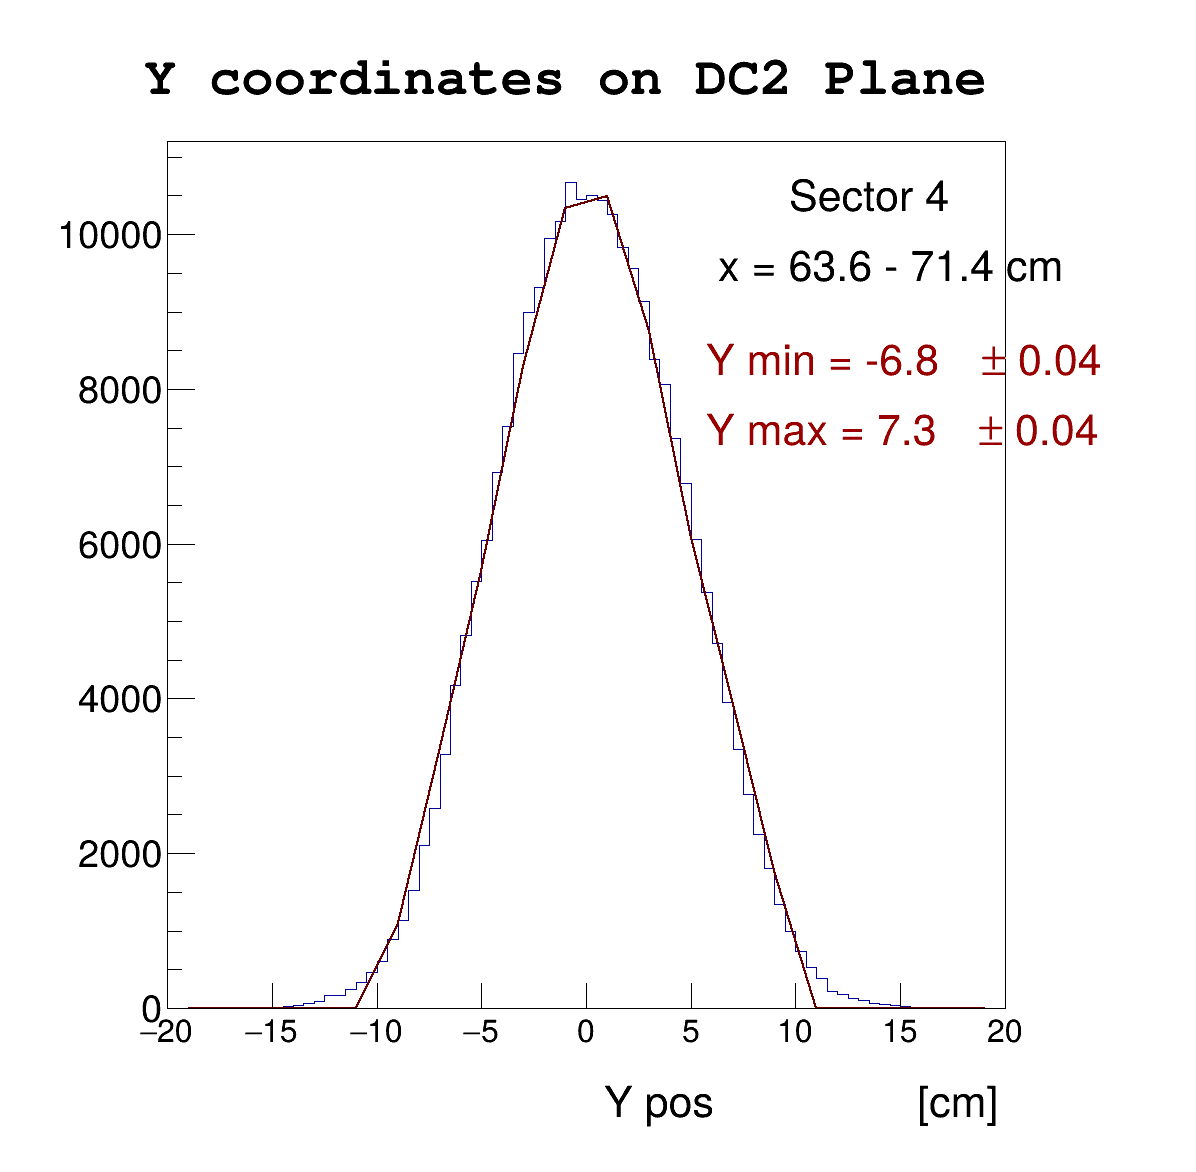 Y coordinates on DC2 Plane
Sector 4
x = 63.6 - 71.4 cm
Y min = -6.8 ± 0.04
Y max = 7.3 ± 0.04
10000
8000
6000
4000
2000
0
−20 −15 −10 −5 0 5 10 15 20
Y pos [cm]